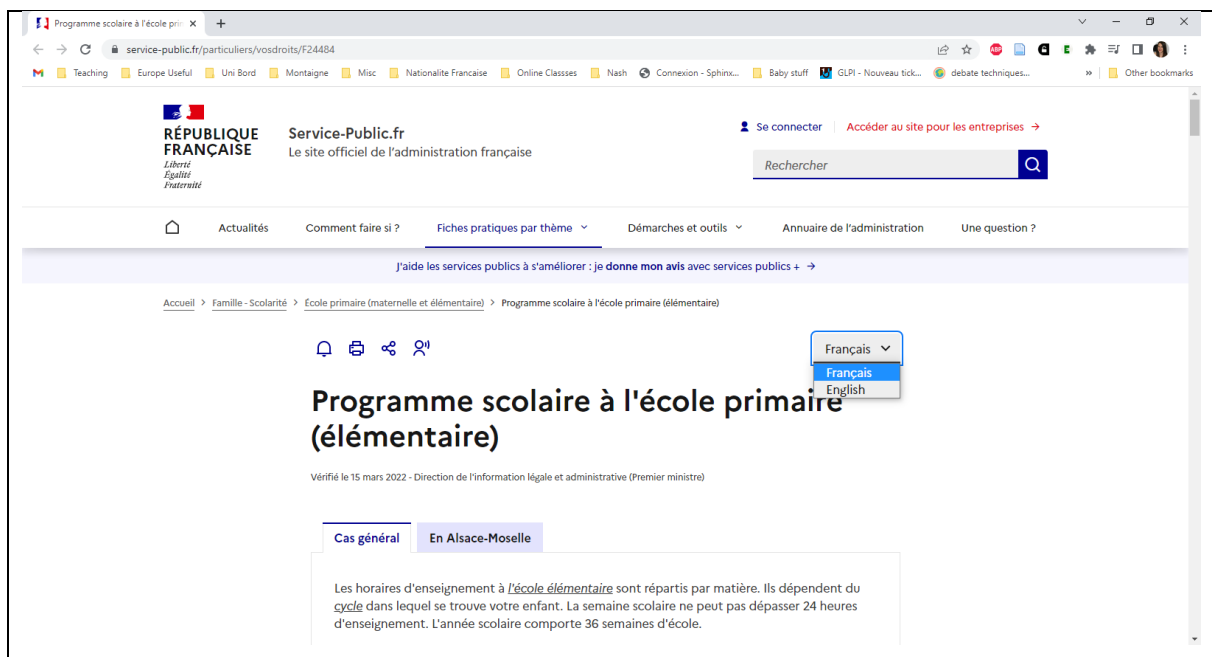 Programme scolaire à l'école prin
service-public.fr/particuliers/vosdroits/F24484
ABP
E
Teaching
Europe Useful
Uni Bord
Montaigne
Misc
Nationalite Francaise
Online Classses
Nash
Connexion - Sphinx...
Baby stuff
GLPI - Nouveau tick...
debate techniques...
»
Other bookmarks
RÉPUBLIQUE
FRANÇAISE
Liberté
Égalité
Fraternité
Service-Public.fr
Le site officiel de l'administration française
Se connecter
Accéder au site pour les entreprises →
Rechercher
Actualités
Comment faire si ?
Fiches pratiques par thème
Démarches et outils
Annuaire de l'administration
Une question ?
J'aide les services publics à s'améliorer : je donne mon avis avec services publics + →
Accueil > Famille - Scolarité > École primaire (maternelle et élémentaire) > Programme scolaire à l'école primaire (élémentaire)
Français
Français
English
Programme scolaire à l'école primaire
(élémentaire)
Vérifié le 15 mars 2022 - Direction de l'information légale et administrative (Premier ministre)
Cas général
En Alsace-Moselle
Les horaires d'enseignement à l'école élémentaire sont répartis par matière. Ils dépendent du
cycle dans lequel se trouve votre enfant. La semaine scolaire ne peut pas dépasser 24 heures
d'enseignement. L'année scolaire comporte 36 semaines d'école.